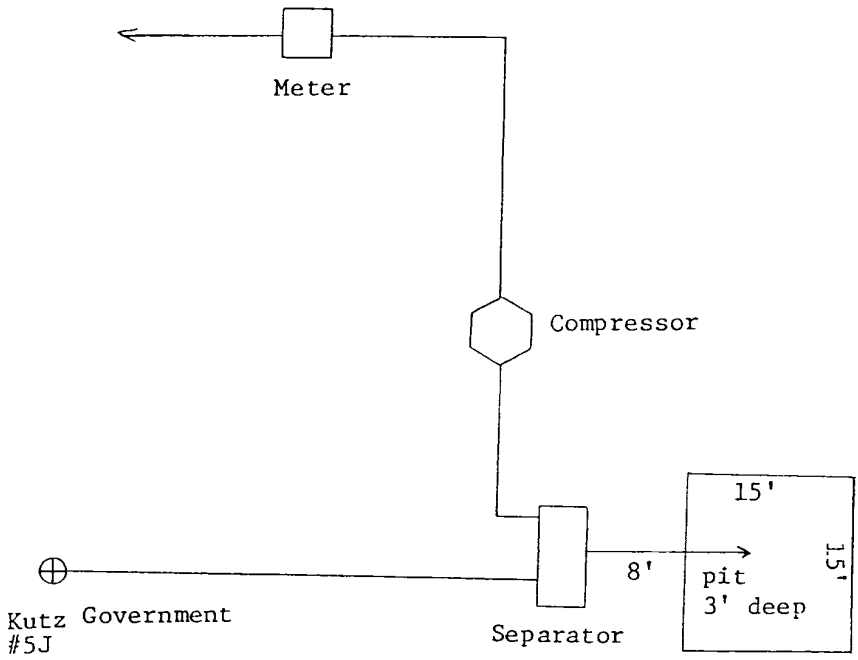 Meter
Compressor
15'
15'
8'
pit
3' deep
Kutz Government
#5J
Separator